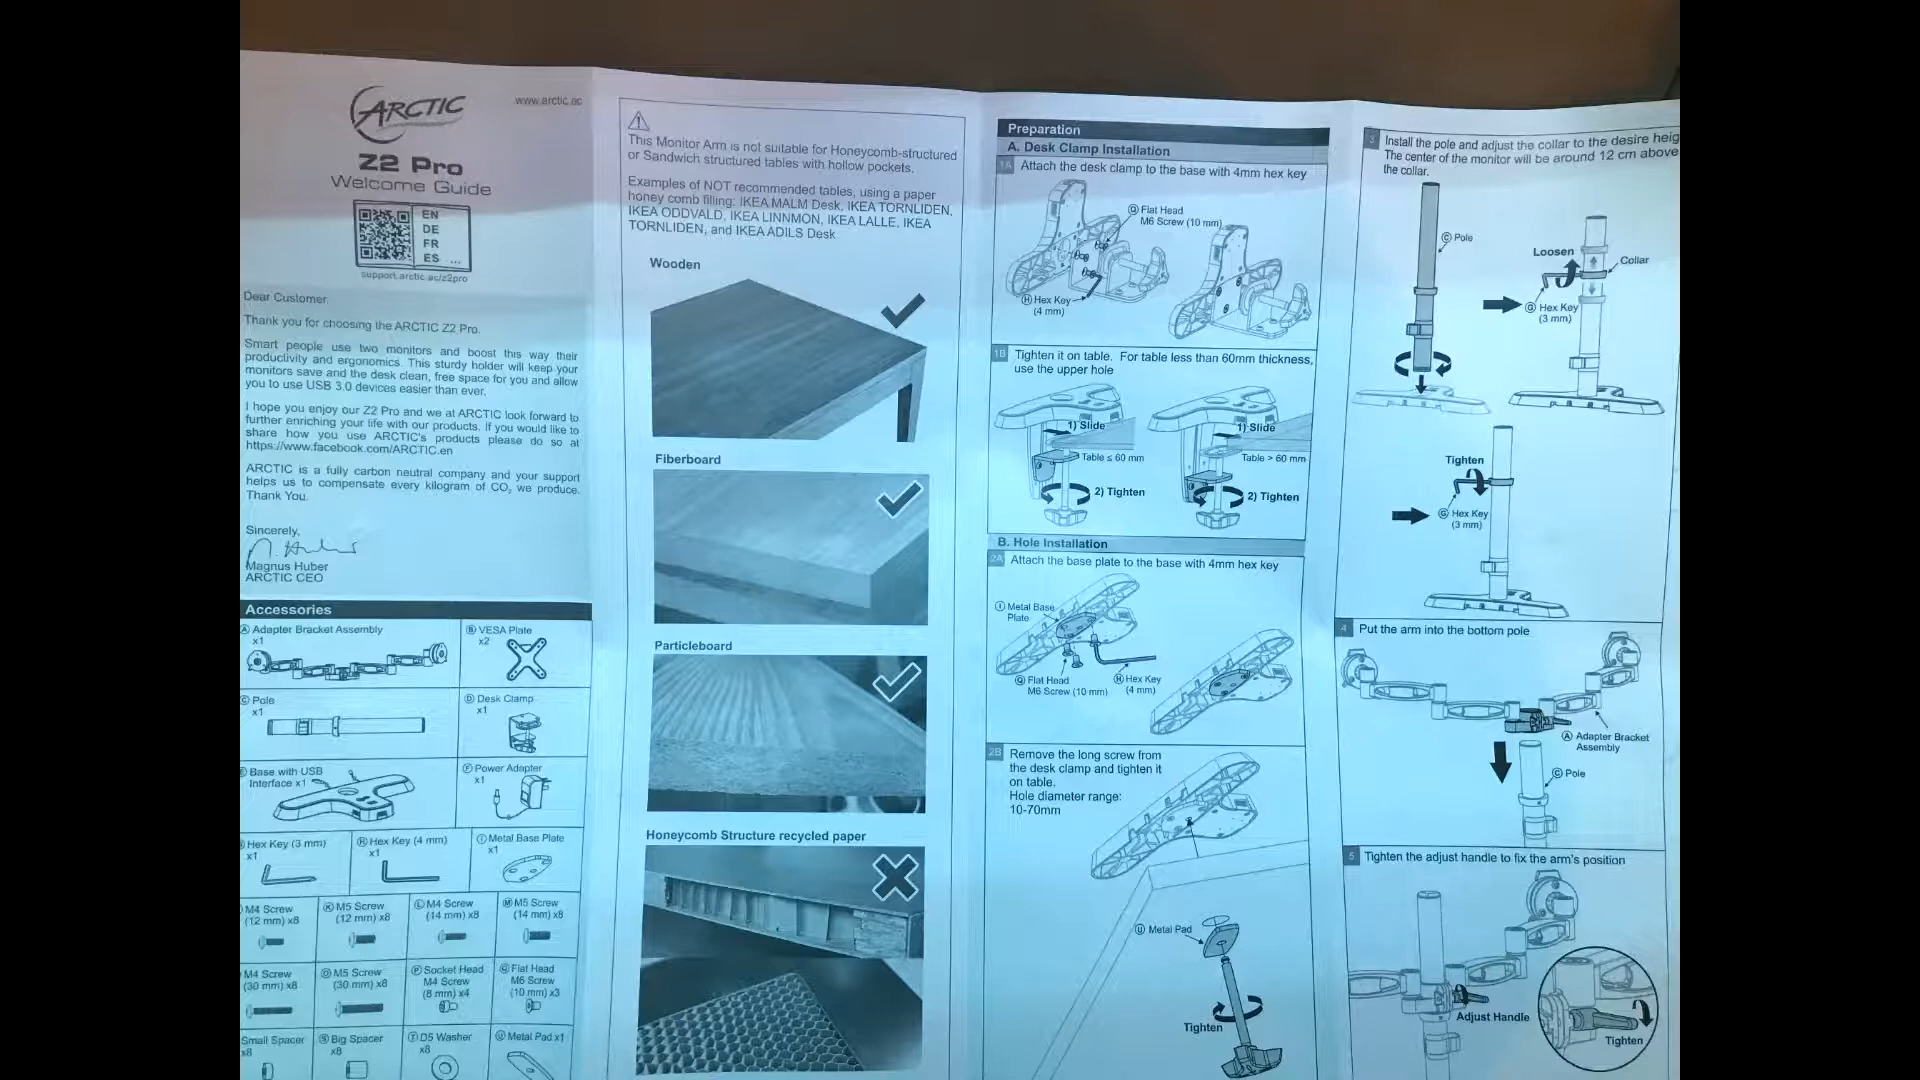 ARCTIC
www.arctic.ac
Z2 Pro
Welcome Guide
EN
DE
FR
ES ...
support.arctic.ac/z2pro
Dear Customer,
Thank you for choosing the ARCTIC Z2 Pro.
Smart people use two monitors and boost this way their
productivity and ergonomics. This sturdy holder will keep your
monitors save and the desk clean, free space for you and allow
you to use USB 3.0 devices easier than ever.
I hope you enjoy our Z2 Pro and we at ARCTIC look forward to
further enriching your life with our products. If you would like to
share how you use ARCTIC's products please do so at
https://www.facebook.com/ARCTIC.en
ARCTIC is a fully carbon neutral company and your support
helps us to compensate every kilogram of CO₂ we produce.
Thank You.
Sincerely,
Magnus Huber
ARCTIC CEO
Accessories
Ⓐ Adapter Bracket Assembly
x1
Ⓑ VESA Plate
x2
Ⓒ Pole
x1
Ⓓ Desk Clamp
x1
Ⓔ Base with USB
Interface x1
Ⓕ Power Adapter
x1
Hex Key (3 mm)
x1
Ⓗ Hex Key (4 mm)
x1
Ⓘ Metal Base Plate
x1
M4 Screw
(12 mm) x8
Ⓚ M5 Screw
(12 mm) x8
Ⓛ M4 Screw
(14 mm) x8
Ⓜ M5 Screw
(14 mm) x8
M4 Screw
(30 mm) x8
Ⓞ M5 Screw
(30 mm) x8
Ⓟ Socket Head
M4 Screw
(8 mm) x4
Ⓠ Flat Head
M6 Screw
(10 mm) x3
Small Spacer
x8
Ⓢ Big Spacer
x8
Ⓣ D5 Washer
x8
Ⓤ Metal Pad x1
This Monitor Arm is not suitable for Honeycomb-structured
or Sandwich structured tables with hollow pockets.
Examples of NOT recommended tables, using a paper
honey comb filling: IKEA MALM Desk, IKEA TORNLIDEN,
IKEA ODDVALD, IKEA LINNMON, IKEA LALLE, IKEA
TORNLIDEN, and IKEA ADILS Desk
Wooden
Fiberboard
Particleboard
Honeycomb Structure recycled paper
Preparation
A. Desk Clamp Installation
1A Attach the desk clamp to the base with 4mm hex key
Ⓠ Flat Head
M6 Screw (10 mm)
Ⓗ Hex Key
(4 mm)
1B Tighten it on table. For table less than 60mm thickness,
use the upper hole
1) Slide
Table ≤ 60 mm
2) Tighten
1) Slide
Table > 60 mm
2) Tighten
B. Hole Installation
2A Attach the base plate to the base with 4mm hex key
Ⓘ Metal Base
Plate
Ⓠ Flat Head
M6 Screw (10 mm)
Ⓗ Hex Key
(4 mm)
2B Remove the long screw from
the desk clamp and tighten it
on table.
Hole diameter range:
10-70mm
Ⓤ Metal Pad
Tighten
3 Install the pole and adjust the collar to the desire heig
The center of the monitor will be around 12 cm above
the collar.
Ⓒ Pole
Loosen
Collar
Ⓖ Hex Key
(3 mm)
Tighten
Ⓖ Hex Key
(3 mm)
4 Put the arm into the bottom pole
Ⓐ Adapter Bracket
Assembly
Ⓒ Pole
5 Tighten the adjust handle to fix the arm's position
Adjust Handle
Tighten